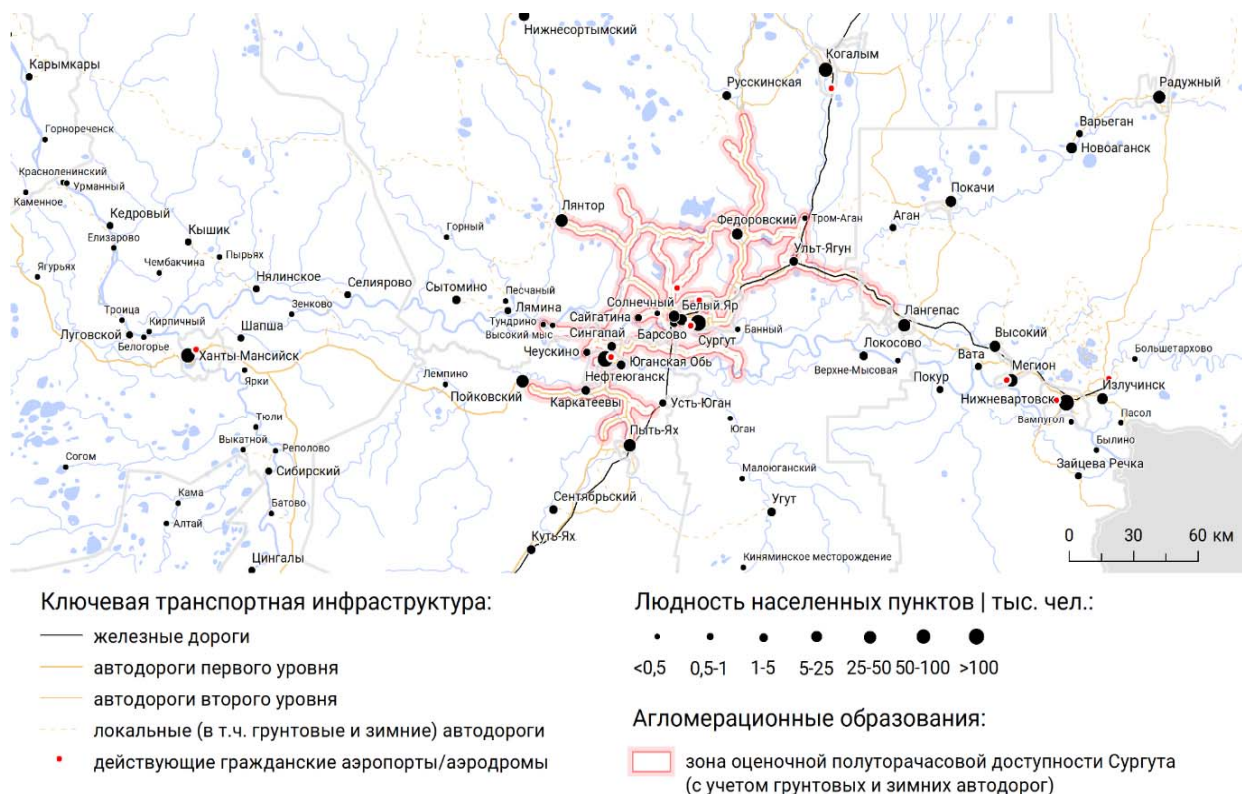 Нижнесортымский
Когалым
Карымкары
Русскинская
Радужный
Горнореченск
Варьеган
Новоаганск
Красноленинский
Урманный
Каменное
Покачи
Кедровый
Лянтор
Федоровский
Тром-Аган
Аган
Елизарово
Кышик
Горный
Пырьях
Ульт-Ягун
Чембакчина
Ягурьях
Нялинское
Селиярово
Сытомино
Песчаный
Солнечный
Белый Яр
Зенково
Лямина
Сайгатина
Троица
Кирпичный
Тундрино
Лангепас
Луговской
Шапша
Высокий мыс
Сингапай
Барсово
Банный
Высокий
Белогорье
Сургут
Локосово
Ханты-Мансийск
Чеускино
Юганская Обь
Вата
Большетархово
Нефтеюганск
Верхне-Мысовая
Мегион
Ярки
Лемпино
Покур
Излучинск
Пойковский
Каркатеевы
Усть-Юган
Нижневартовск
Тюли
Юган
Вампугол
Пасол
Выкатной
Реполово
Пыть-Ях
Былино
Согом
Сибирский
Малоюганский
Зайцева Речка
Кама
Батово
Сентябрьский
Угут
Алтай
Куть-Ях
0 30 60 км
Цингалы
Киняминское месторождение
Ключевая транспортная инфраструктура:
железные дороги
автодороги первого уровня
автодороги второго уровня
локальные (в т.ч. грунтовые и зимние) автодороги
действующие гражданские аэропорты/аэродромы
Людность населенных пунктов | тыс. чел.:
<0,5 0,5-1 1-5 5-25 25-50 50-100 >100
Агломерационные образования:
зона оценочной полуторачасовой доступности Сургута
(с учетом грунтовых и зимних автодорог)